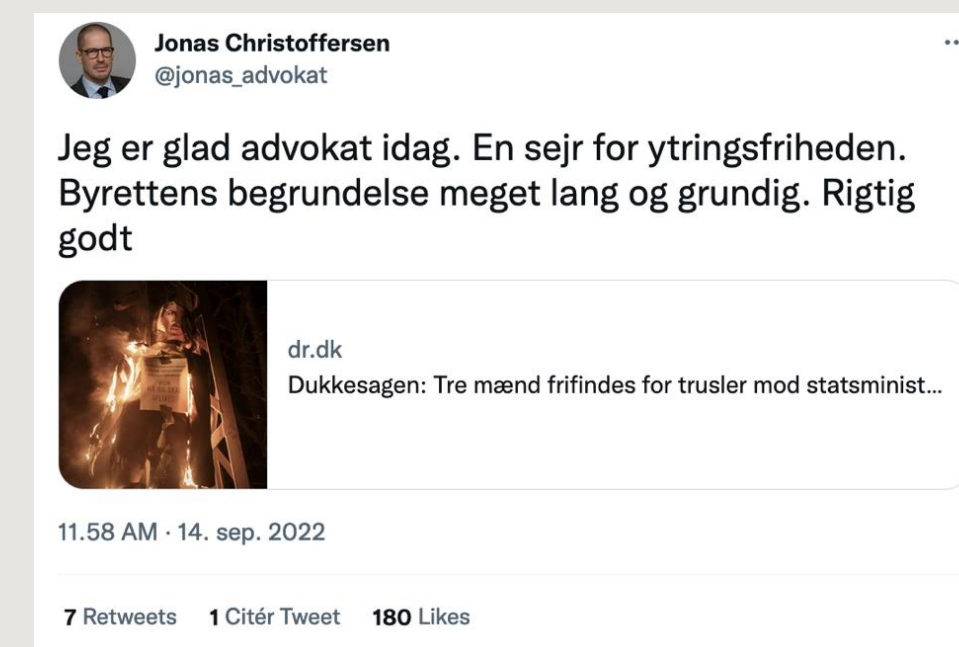 Jonas Christoffersen
@jonas_advokat
Jeg er glad advokat idag. En sejr for ytringsfriheden.
Byrettens begrundelse meget lang og grundig. Rigtig
godt
dr.dk
Dukkesagen: Tre mænd frifindes for trusler mod statsminist...
11.58 AM · 14. sep. 2022
7 Retweets 1 Citér Tweet 180 Likes